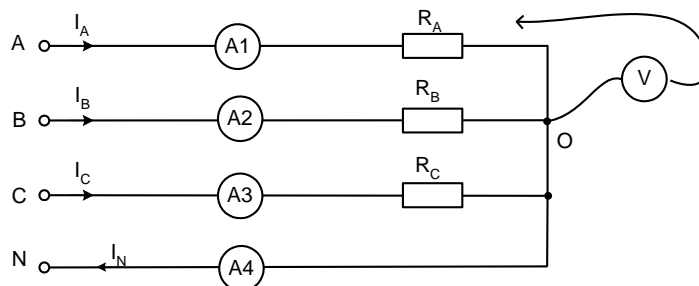 I_A
A A1 R_A
V
I_B
B A2 R_B
O
I_C
C A3 R_C
N I_N A4